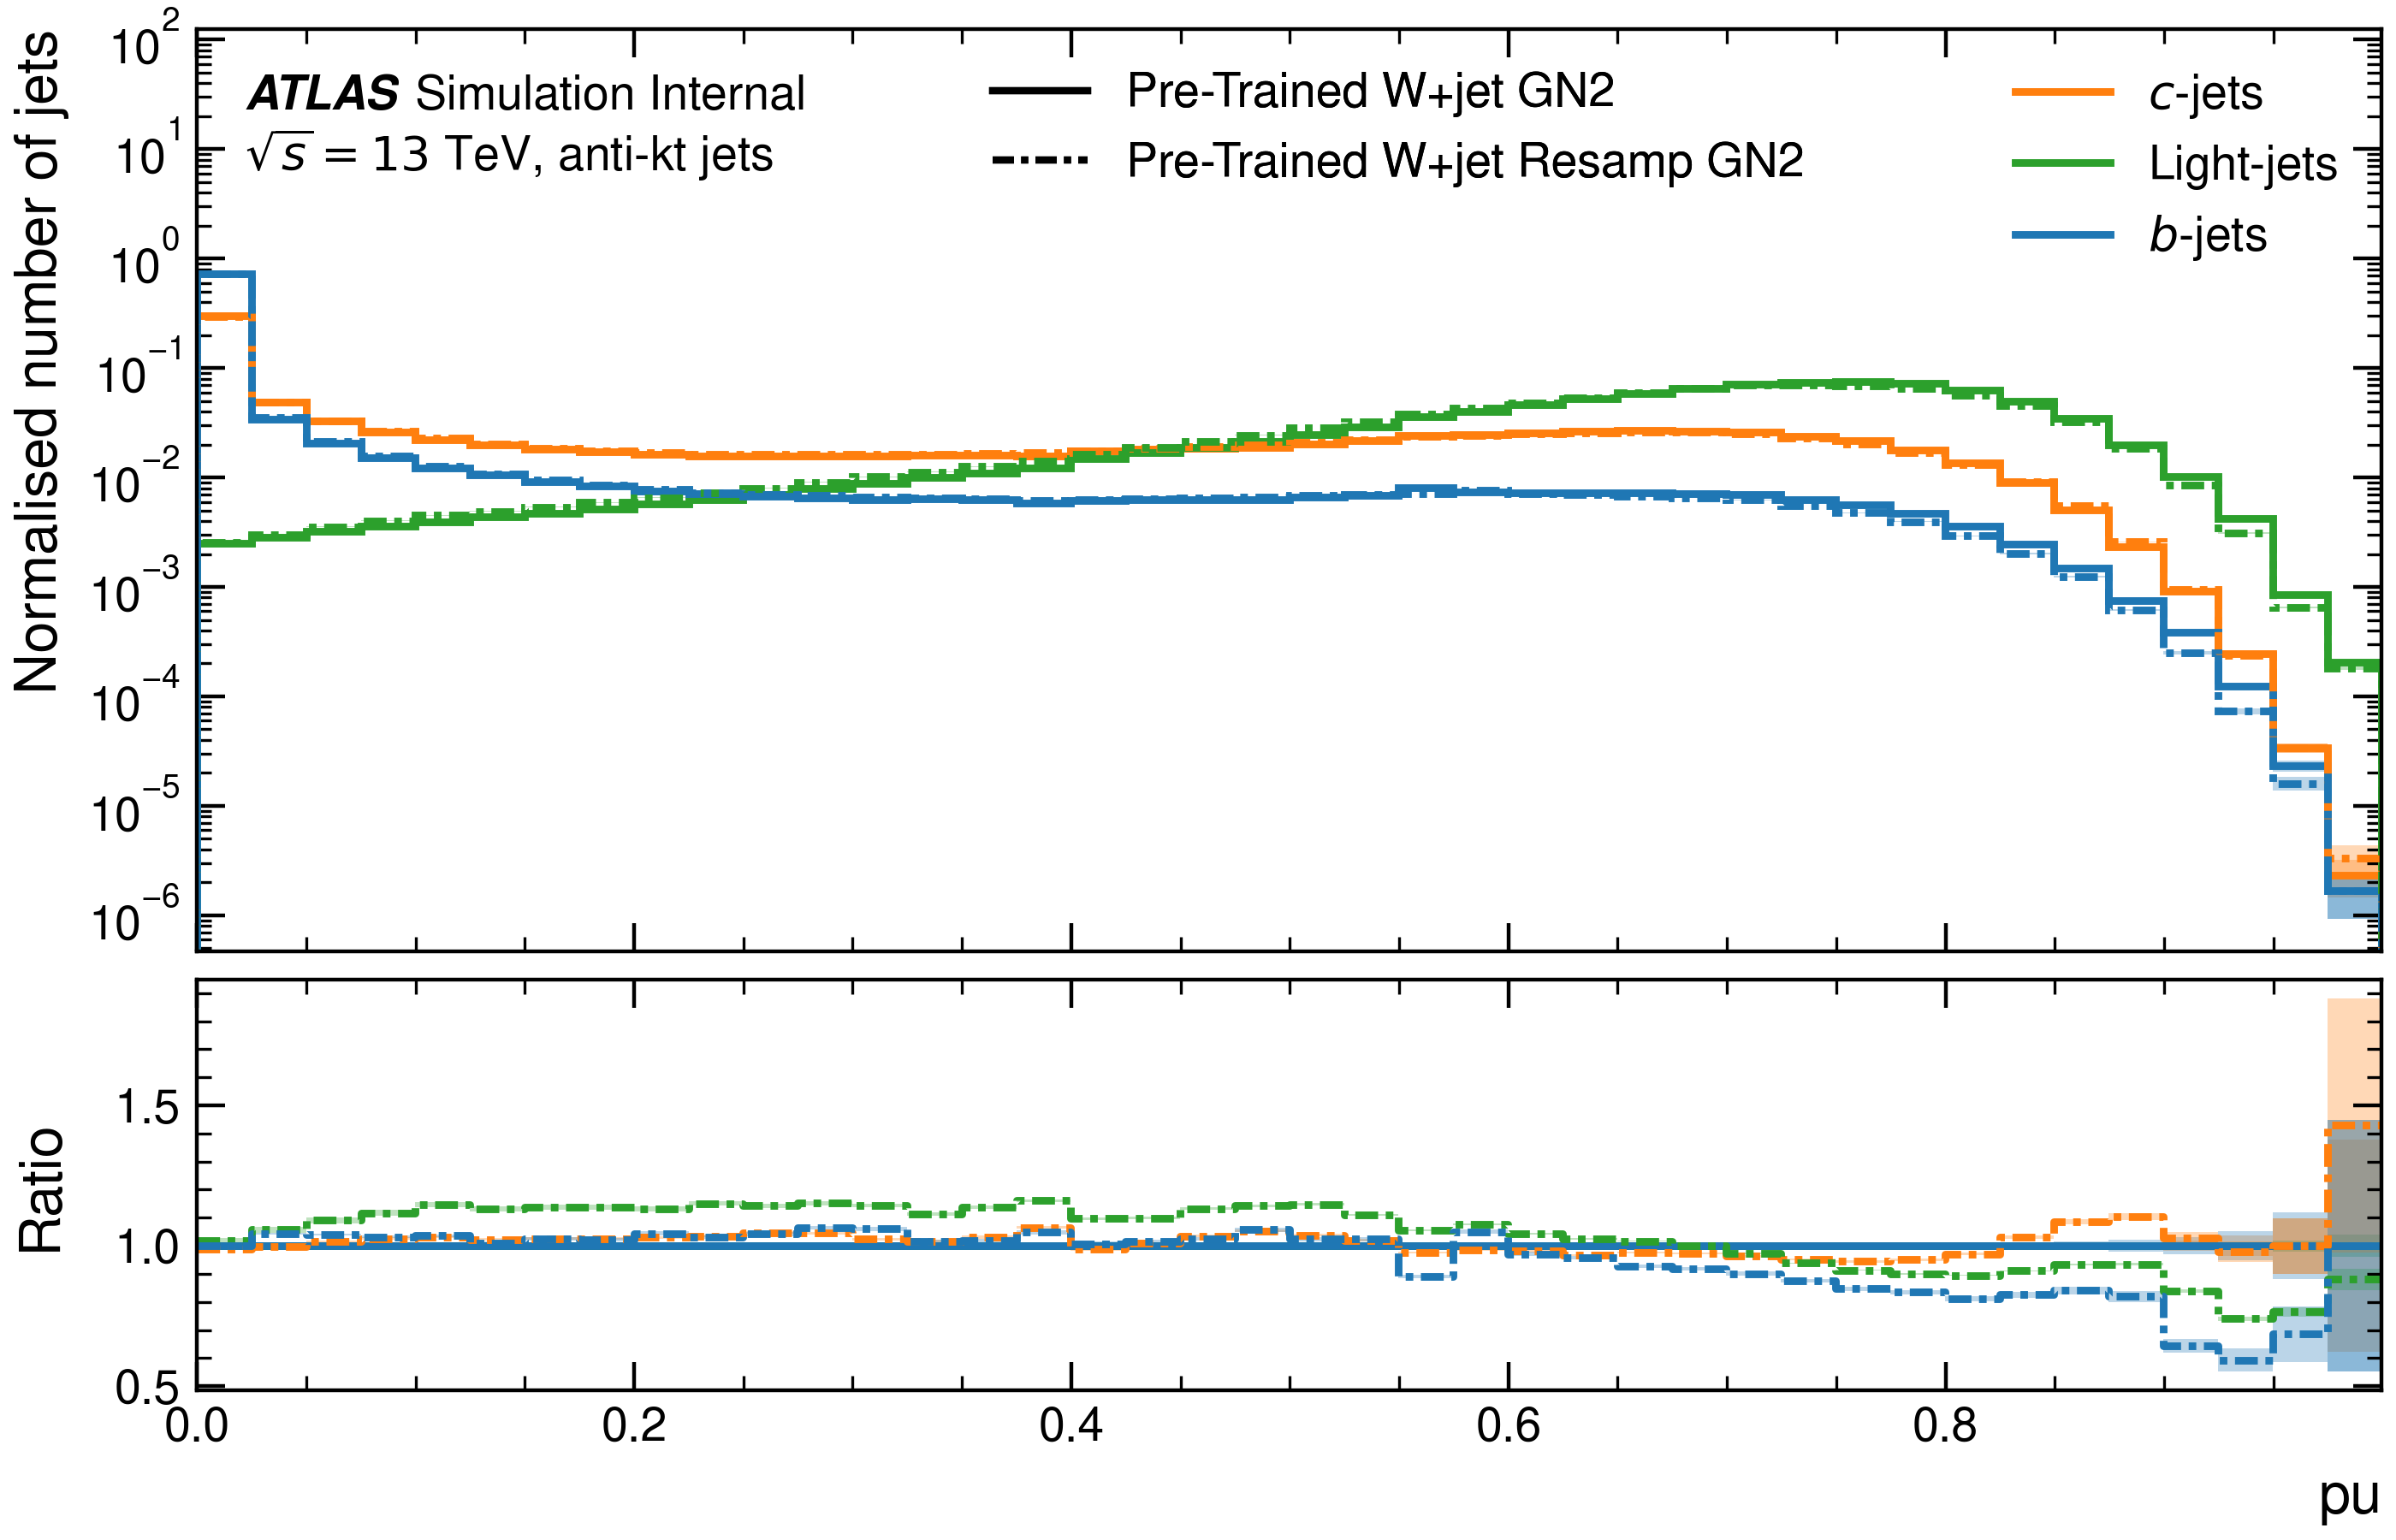 ATLAS Simulation Internal
√s = 13 TeV, anti-kt jets
Pre-Trained W+jet GN2
Pre-Trained W+jet Resamp GN2
c-jets
Light-jets
b-jets
Normalised number of jets
10^2
10^1
10^0
10^−1
10^−2
10^−3
10^−4
10^−5
10^−6
Ratio
1.5
1.0
0.5
0.0 0.2 0.4 0.6 0.8
pu